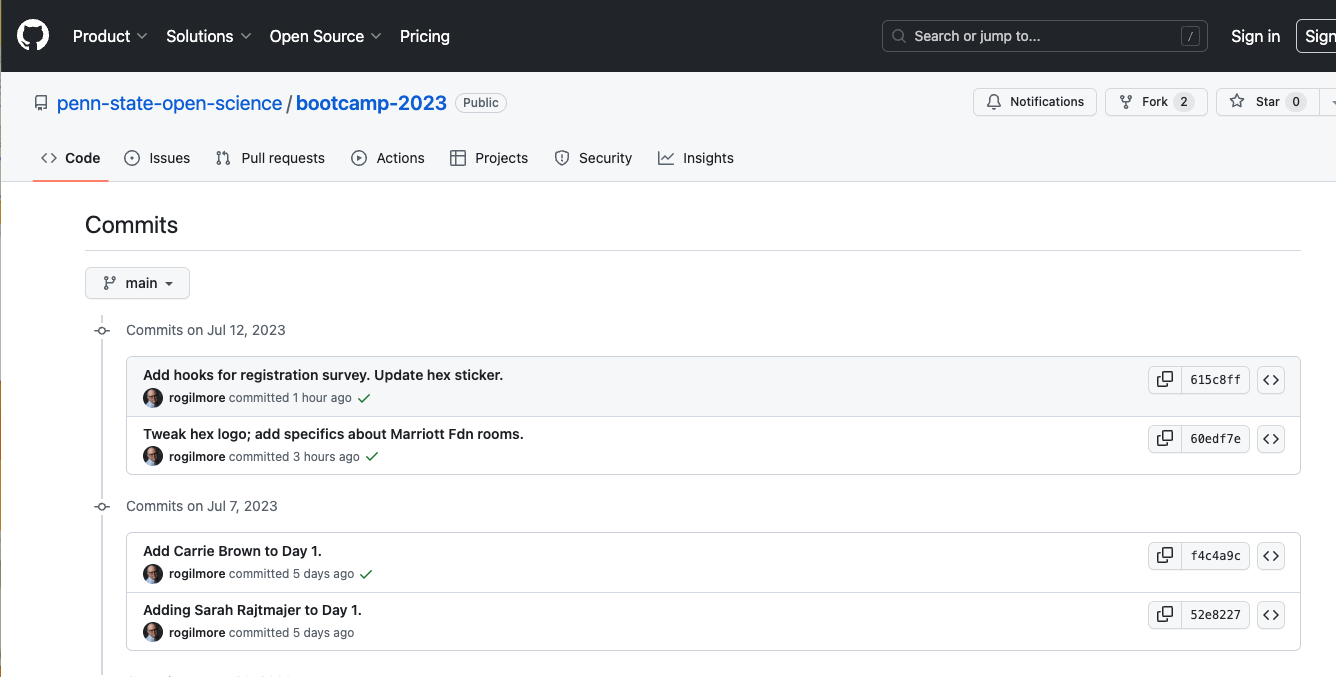 Product Solutions Open Source Pricing Search or jump to... / Sign in Sign
penn-state-open-science / bootcamp-2023 Public Notifications Fork 2 Star 0
Code Issues Pull requests Actions Projects Security Insights
Commits
main
Commits on Jul 12, 2023
Add hooks for registration survey. Update hex sticker.
615c8ff
rogilmore committed 1 hour ago
Tweak hex logo; add specifics about Marriott Fdn rooms.
60edf7e
rogilmore committed 3 hours ago
Commits on Jul 7, 2023
Add Carrie Brown to Day 1.
f4c4a9c
rogilmore committed 5 days ago
Adding Sarah Rajtmajer to Day 1.
52e8227
rogilmore committed 5 days ago